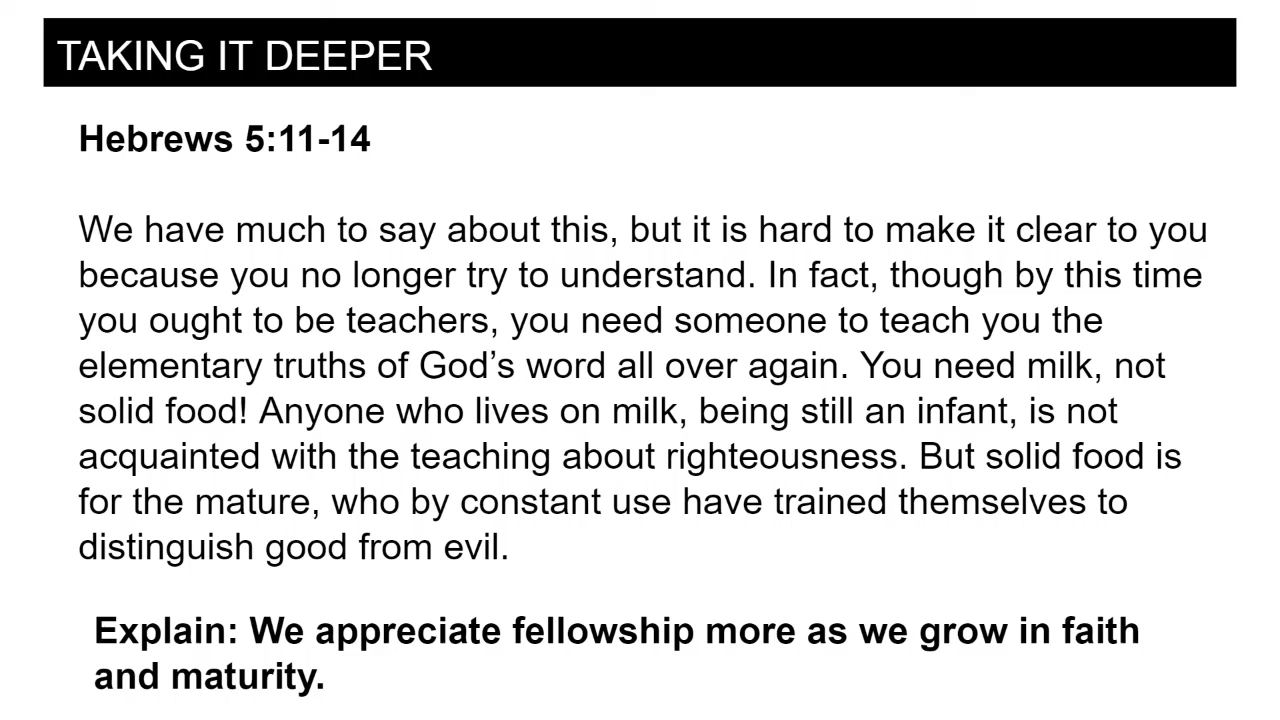 TAKING IT DEEPER
Hebrews 5:11-14
We have much to say about this, but it is hard to make it clear to you
because you no longer try to understand. In fact, though by this time
you ought to be teachers, you need someone to teach you the
elementary truths of God’s word all over again. You need milk, not
solid food! Anyone who lives on milk, being still an infant, is not
acquainted with the teaching about righteousness. But solid food is
for the mature, who by constant use have trained themselves to
distinguish good from evil.
Explain: We appreciate fellowship more as we grow in faith
and maturity.